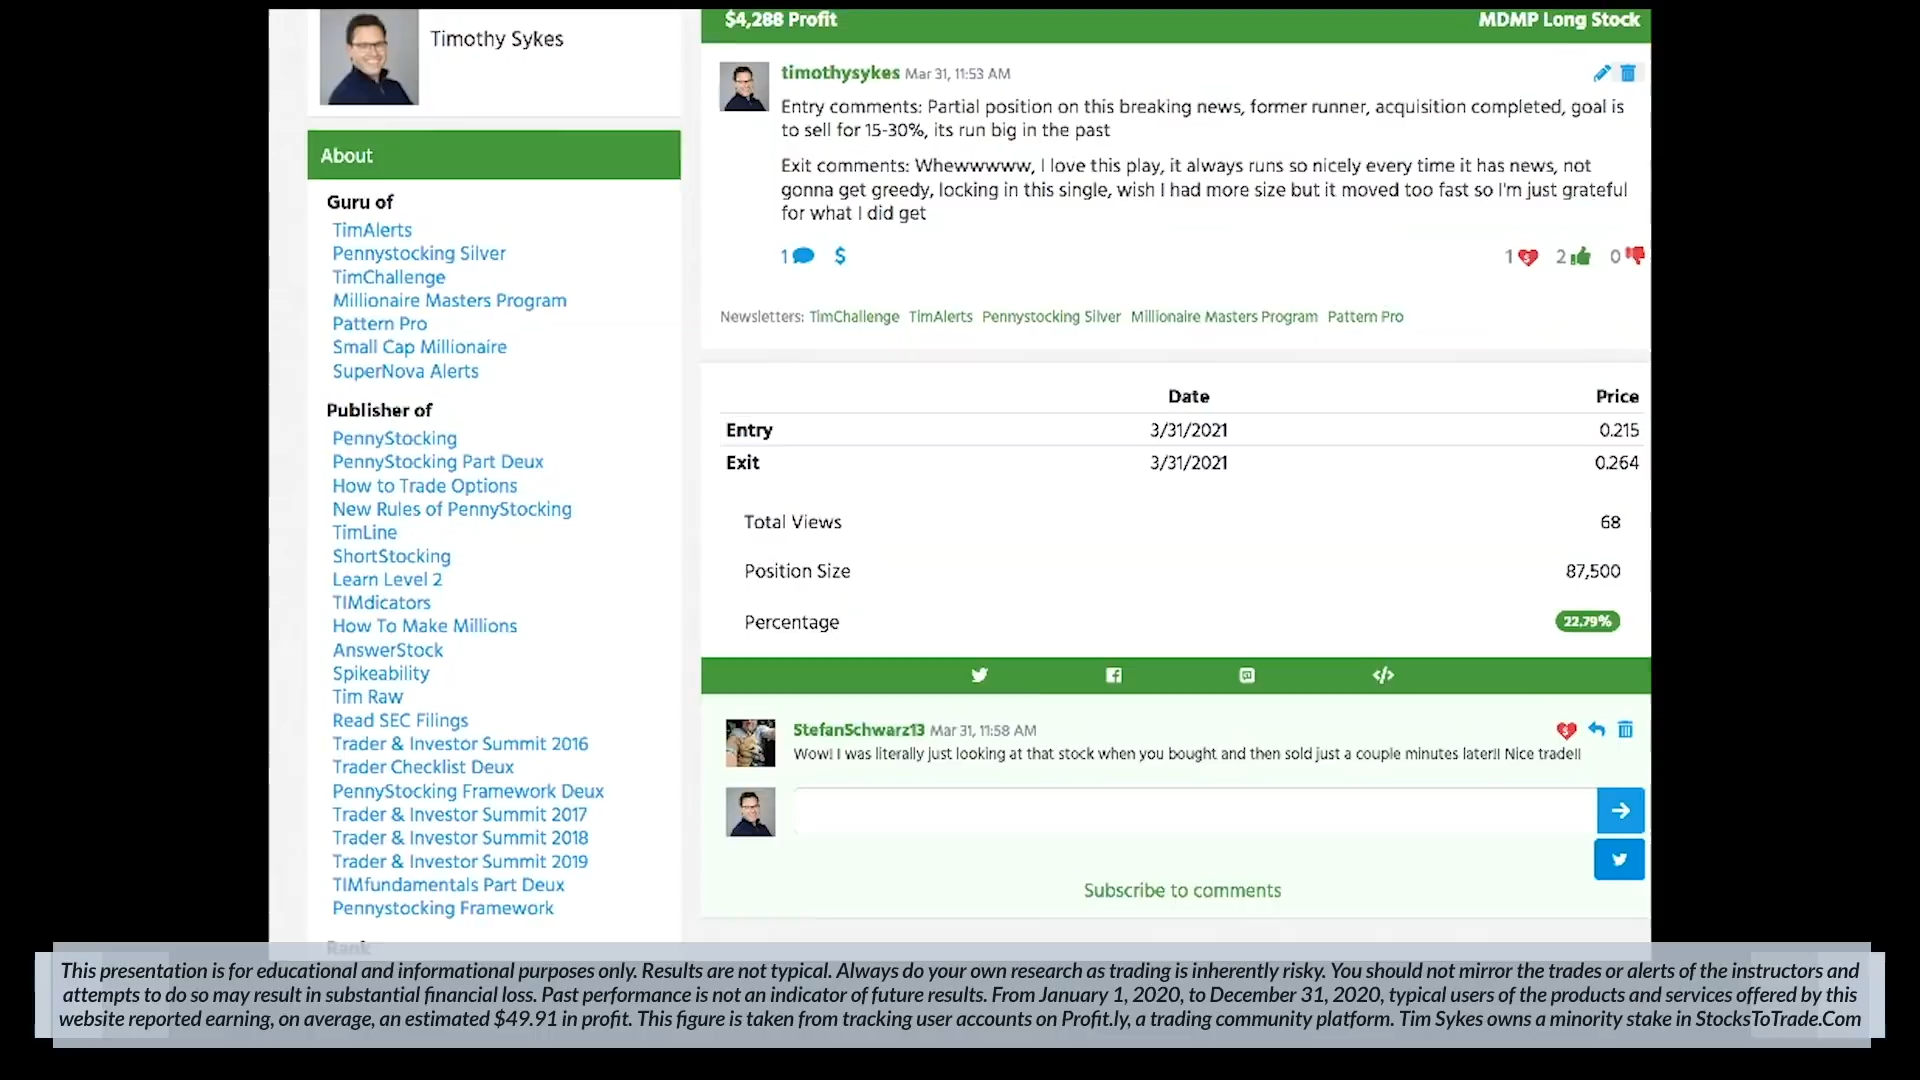 Timothy Sykes
About
Guru of
TimAlerts
Pennystocking Silver
TimChallenge
Millionaire Masters Program
Pattern Pro
Small Cap Millionaire
SuperNova Alerts
Publisher of
PennyStocking
PennyStocking Part Deux
How to Trade Options
New Rules of PennyStocking
TimLine
ShortStocking
Learn Level 2
TIMdicators
How To Make Millions
AnswerStock
Spikeability
Tim Raw
Read SEC Filings
Trader & Investor Summit 2016
Trader Checklist Deux
PennyStocking Framework Deux
Trader & Investor Summit 2017
Trader & Investor Summit 2018
Trader & Investor Summit 2019
TIMfundamentals Part Deux
Pennystocking Framework
Rank
$4,288 Profit MDMP Long Stock
timothysykes Mar 31, 11:53 AM
Entry comments: Partial position on this breaking news, former runner, acquisition completed, goal is
to sell for 15-30%, its run big in the past
Exit comments: Whewwwww, I love this play, it always runs so nicely every time it has news, not
gonna get greedy, locking in this single, wish I had more size but it moved too fast so I'm just grateful
for what I did get
1 $ 1 2 0
Newsletters: TimChallenge TimAlerts Pennystocking Silver Millionaire Masters Program Pattern Pro
Date Price
Entry 3/31/2021 0.215
Exit 3/31/2021 0.264
Total Views 68
Position Size 87,500
Percentage 22.79%
StefanSchwarz13 Mar 31, 11:58 AM
Wow! I was literally just looking at that stock when you bought and then sold just a couple minutes later!! Nice trade!!
Subscribe to comments
This presentation is for educational and informational purposes only. Results are not typical. Always do your own research as trading is inherently risky. You should not mirror the trades or alerts of the instructors and
attempts to do so may result in substantial financial loss. Past performance is not an indicator of future results. From January 1, 2020, to December 31, 2020, typical users of the products and services offered by this
website reported earning, on average, an estimated $49.91 in profit. This figure is taken from tracking user accounts on Profit.ly, a trading community platform. Tim Sykes owns a minority stake in StocksToTrade.Com